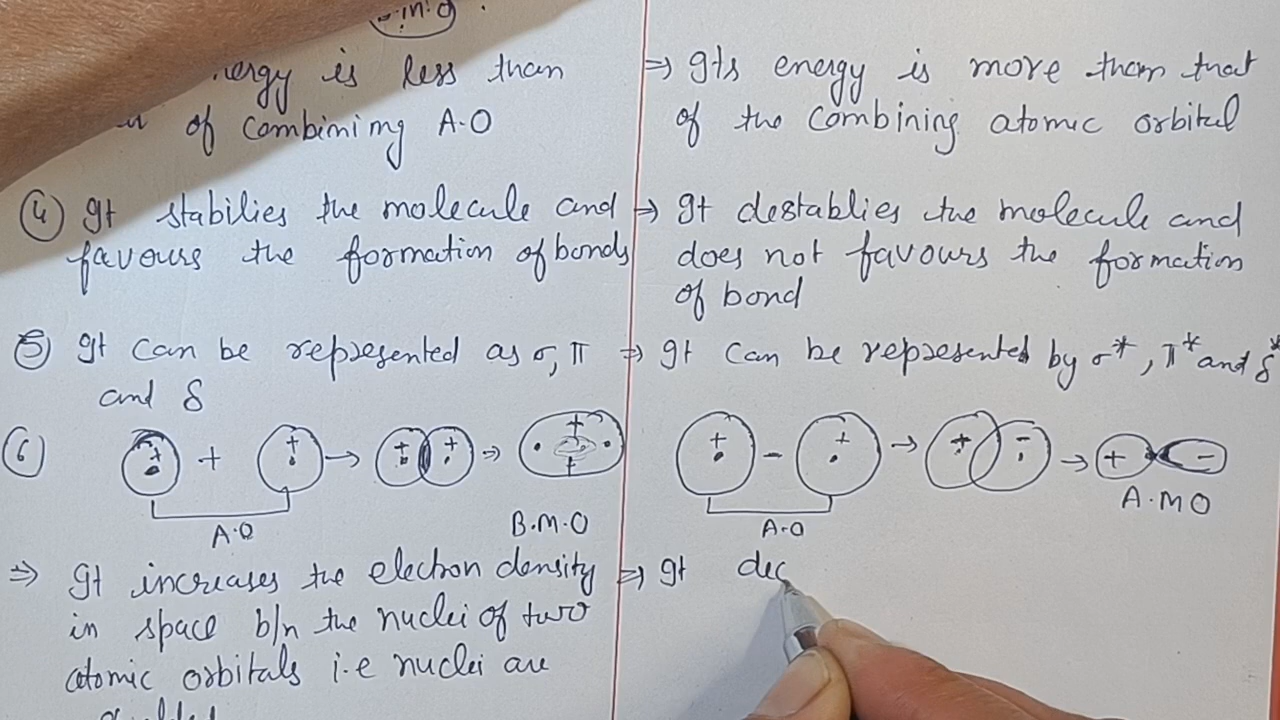 B.M.O
energy is less than
of combining A.O
④ It stabilies the molecule and
favours the formation of bonds
⑤ It can be represented as σ, π
and δ
⑥ + + → + + → + +
A.O B.M.O
⇒ It increases the electron density
in space b/n the nuclei of two
atomic orbitals i.e nuclei are
⇒ Its energy is more than that
of the combining atomic orbital
⇒ It destablies the molecule and
does not favours the formation
of bond
⇒ It can be represented by σ*, π* and δ*
+ - + → + - → + -
A.O A.MO
⇒ It dec